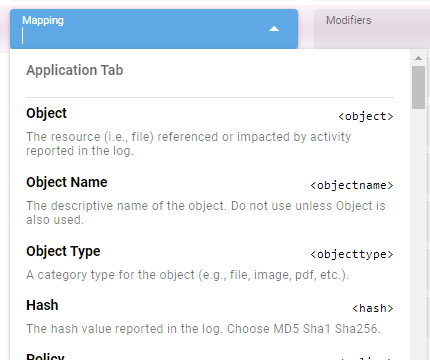 Mapping
Modifiers
Application Tab
Object <object>
The resource (i.e., file) referenced or impacted by activity
reported in the log.
Object Name <objectname>
The descriptive name of the object. Do not use unless Object is
also used.
Object Type <objecttype>
A category type for the object (e.g., file, image, pdf, etc.).
Hash <hash>
The hash value reported in the log. Choose MD5 Sha1 Sha256.
Policy